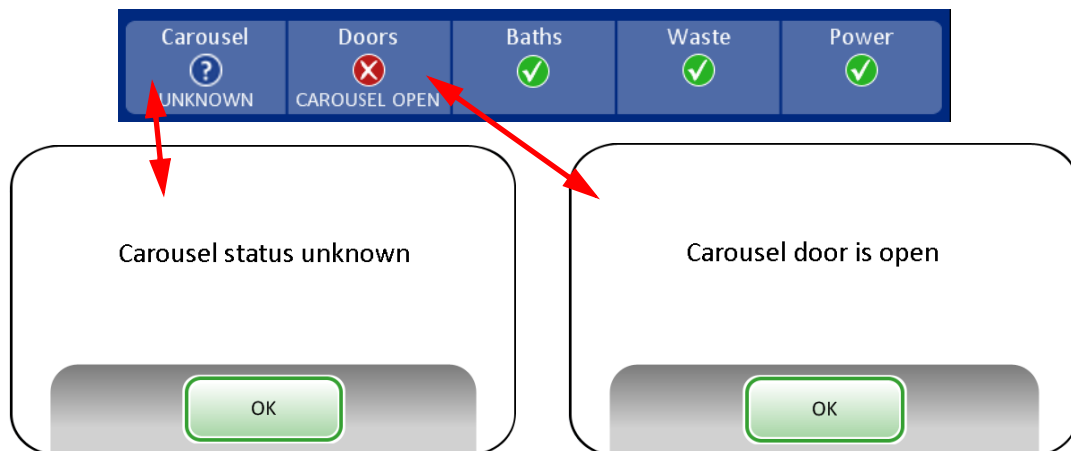 Carousel Doors Baths Waste Power
UNKNOWN CAROUSEL OPEN
Carousel status unknown
Carousel door is open
OK
OK